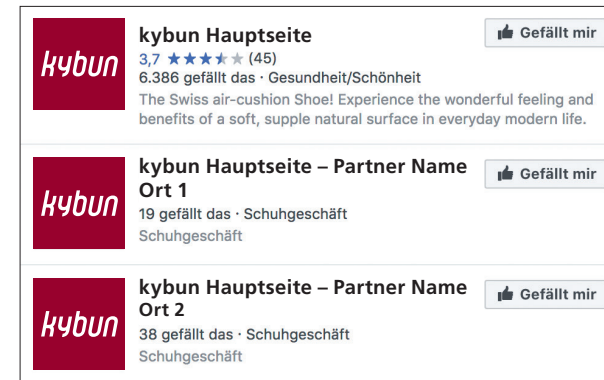 kybun
kybun Hauptseite
Gefällt mir
3,7 ★★★★★ (45)
6.386 gefällt das · Gesundheit/Schönheit
The Swiss air-cushion Shoe! Experience the wonderful feeling and
benefits of a soft, supple natural surface in everyday modern life.
kybun
kybun Hauptseite – Partner Name
Ort 1
Gefällt mir
19 gefällt das · Schuhgeschäft
Schuhgeschäft
kybun
kybun Hauptseite – Partner Name
Ort 2
Gefällt mir
38 gefällt das · Schuhgeschäft
Schuhgeschäft